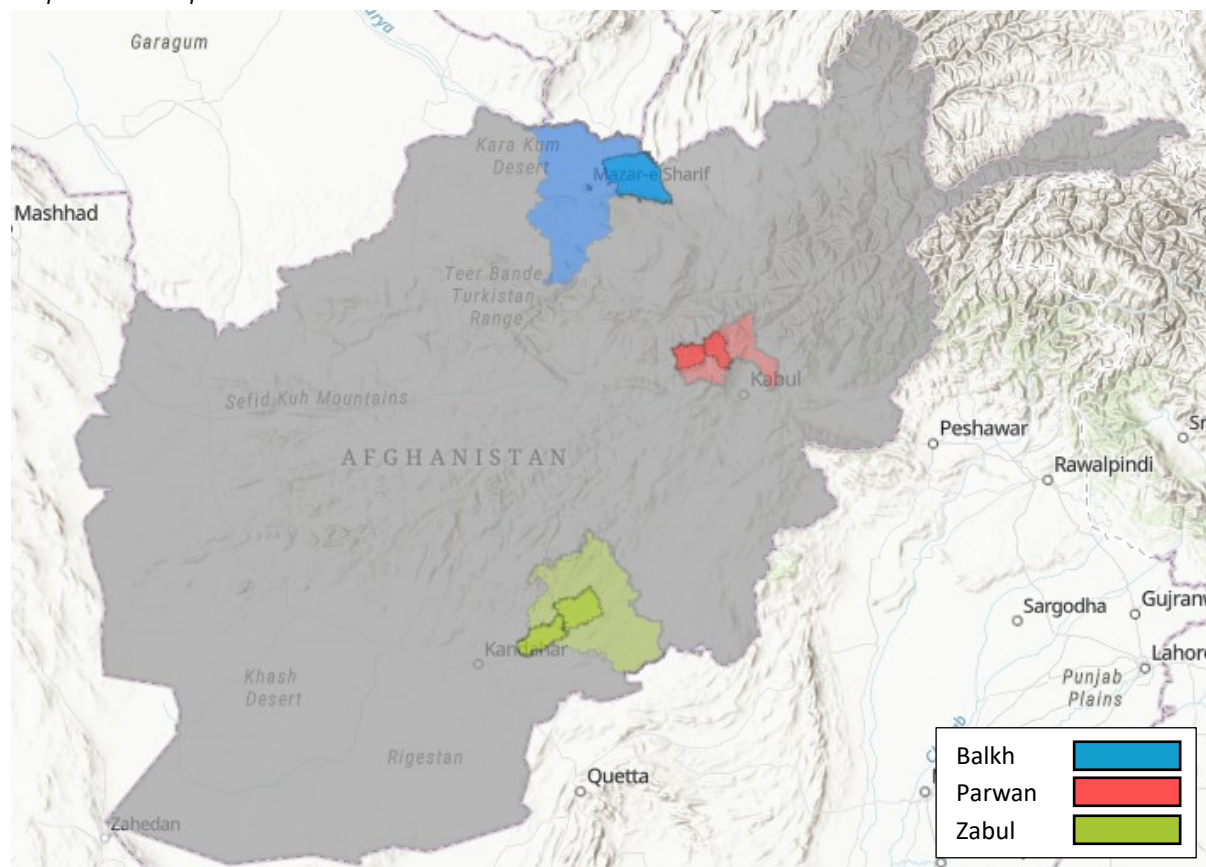 Garagum
Kara Kum
Desert
Mazar-e Sharif
Mashhad
Teer Bande
Turkistan
Range
Kabul
Sefid Kuh Mountains
Peshawar
AFGHANISTAN
Rawalpindi
Sargodha
Kandahar
Khash
Desert
Punjab
Plains
Rigestan
Quetta
Zahedan
Balkh
Parwan
Zabul